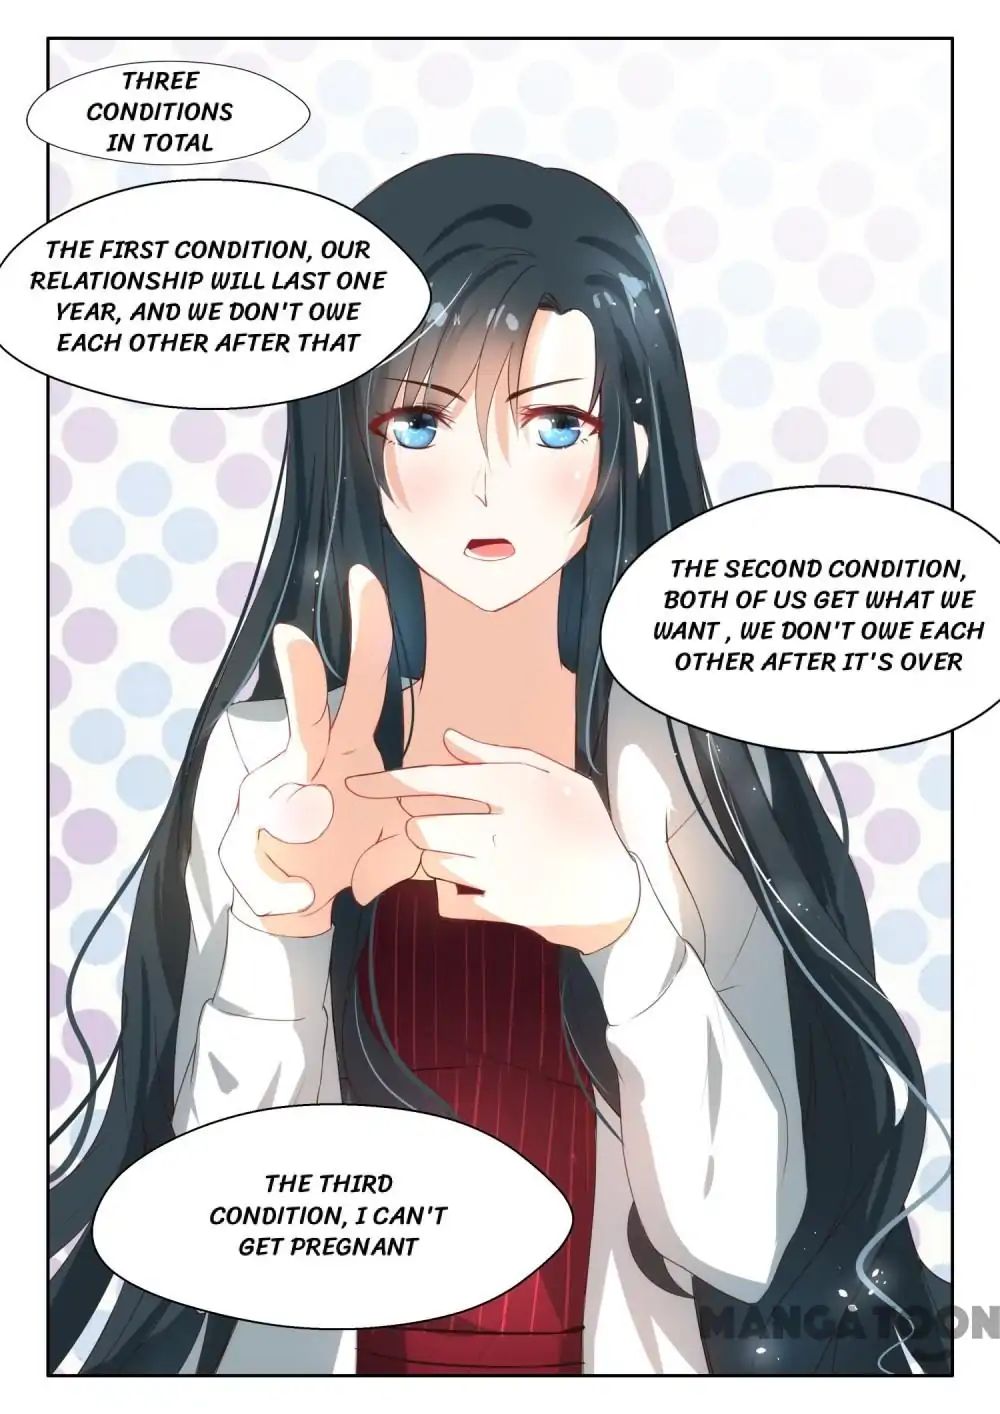 THREE
CONDITIONS
IN TOTAL
THE FIRST CONDITION, OUR
RELATIONSHIP WILL LAST ONE
YEAR, AND WE DON'T OWE
EACH OTHER AFTER THAT
THE SECOND CONDITION,
BOTH OF US GET WHAT WE
WANT , WE DON'T OWE EACH
OTHER AFTER IT'S OVER
THE THIRD
CONDITION, I CAN'T
GET PREGNANT
MANGATOON